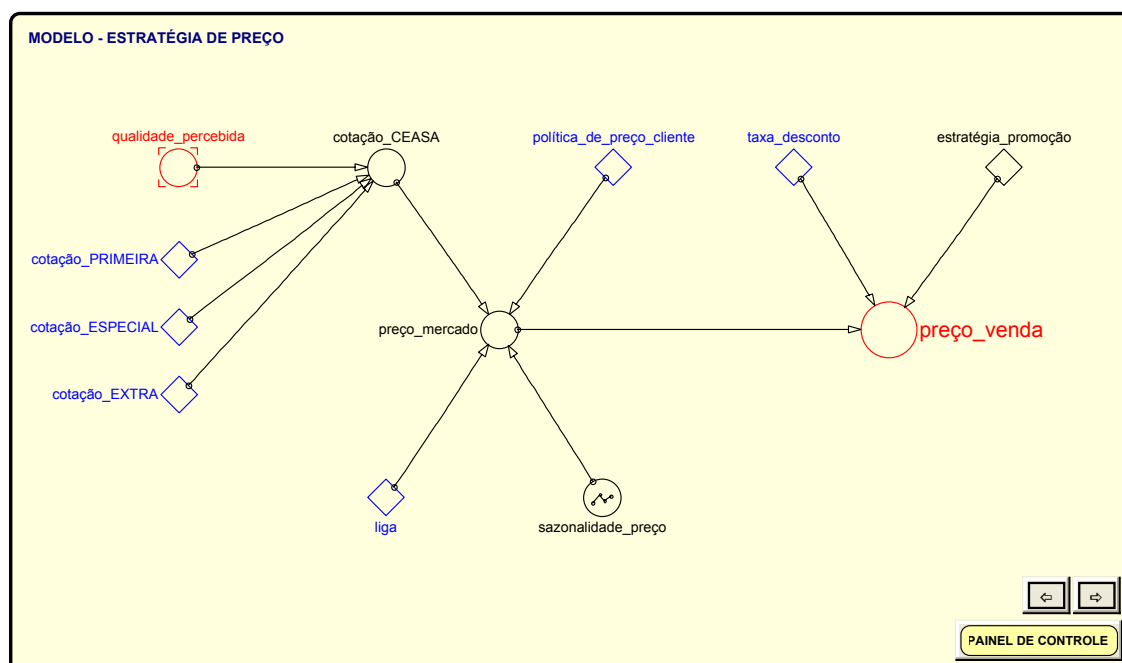 MODELO - ESTRATÉGIA DE PREÇO
qualidade_percebida
cotação_CEASA
política_de_preço_cliente
taxa_desconto
estratégia_promoção
cotação_PRIMEIRA
cotação_ESPECIAL
preço_mercado
preço_venda
cotação_EXTRA
liga
sazonalidade_preço
PAINEL DE CONTROLE